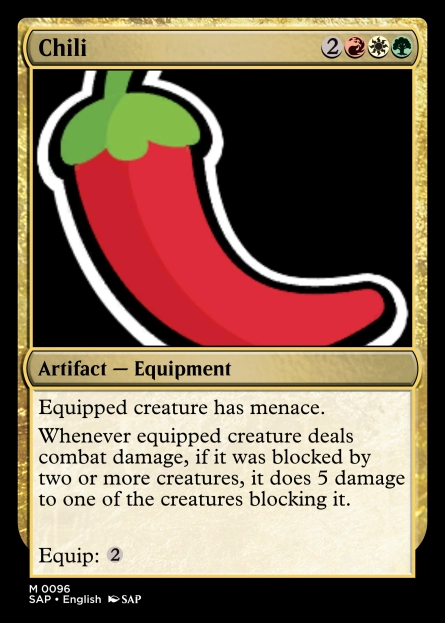 Chili 2
Artifact — Equipment
Equipped creature has menace.
Whenever equipped creature deals
combat damage, if it was blocked by
two or more creatures, it does 5 damage
to one of the creatures blocking it.
Equip: 2
M 0096
SAP • English SAP